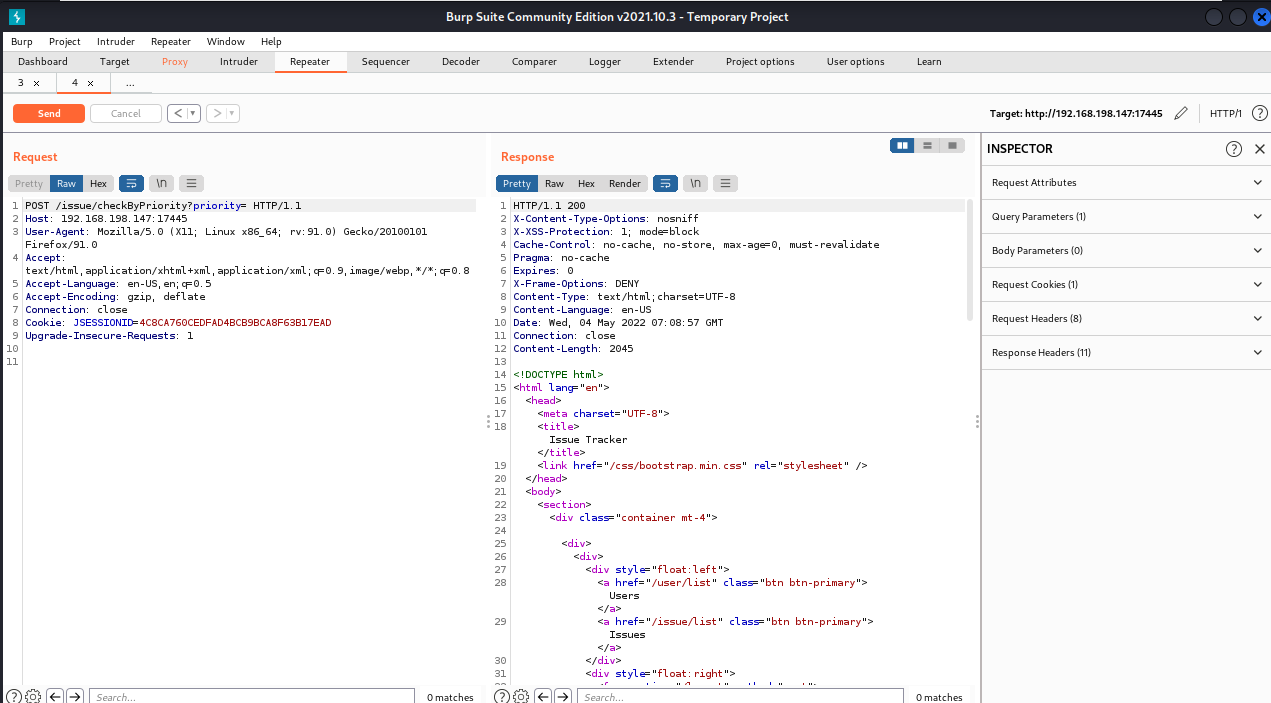 Burp Suite Community Edition v2021.10.3 - Temporary Project
Burp Project Intruder Repeater Window Help
Dashboard Target Proxy Intruder Repeater Sequencer Decoder Comparer Logger Extender Project options User options Learn
3 × 4 × ...
Send Cancel < > Target: http://192.168.198.147:17445 HTTP/1 ?
Request
Pretty Raw Hex \n
1 POST /issue/checkByPriority?priority= HTTP/1.1
2 Host: 192.168.198.147:17445
3 User-Agent: Mozilla/5.0 (X11; Linux x86_64; rv:91.0) Gecko/20100101
Firefox/91.0
4 Accept:
text/html,application/xhtml+xml,application/xml;q=0.9,image/webp,*/*;q=0.8
5 Accept-Language: en-US,en;q=0.5
6 Accept-Encoding: gzip, deflate
7 Connection: close
8 Cookie: JSESSIONID=4C8CA760CEDFAD4BCB9BCA8F63B17EAD
9 Upgrade-Insecure-Requests: 1
10
11
? Search... 0 matches
Response
Pretty Raw Hex Render \n
1 HTTP/1.1 200
2 X-Content-Type-Options: nosniff
3 X-XSS-Protection: 1; mode=block
4 Cache-Control: no-cache, no-store, max-age=0, must-revalidate
5 Pragma: no-cache
6 Expires: 0
7 X-Frame-Options: DENY
8 Content-Type: text/html;charset=UTF-8
9 Content-Language: en-US
10 Date: Wed, 04 May 2022 07:08:57 GMT
11 Connection: close
12 Content-Length: 2045
13
14 <!DOCTYPE html>
15 <html lang="en">
16 <head>
17 <meta charset="UTF-8">
18 <title>
Issue Tracker
</title>
19 <link href="/css/bootstrap.min.css" rel="stylesheet" />
20 </head>
21 <body>
22 <section>
23 <div class="container mt-4">
24
25 <div>
26 <div>
27 <div style="float:left">
28 <a href="/user/list" class="btn btn-primary">
Users
</a>
29 <a href="/issue/list" class="btn btn-primary">
Issues
</a>
30 </div>
31 <div style="float:right">
? Search... 0 matches
INSPECTOR ? ×
Request Attributes
Query Parameters (1)
Body Parameters (0)
Request Cookies (1)
Request Headers (8)
Response Headers (11)